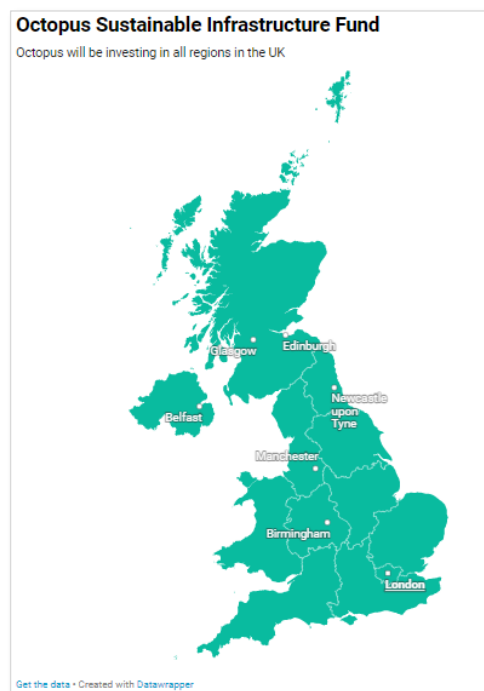 Octopus Sustainable Infrastructure Fund
Octopus will be investing in all regions in the UK
Glasgow
Edinburgh
Newcastle
upon
Tyne
Belfast
Manchester
Birmingham
London
Get the data • Created with Datawrapper